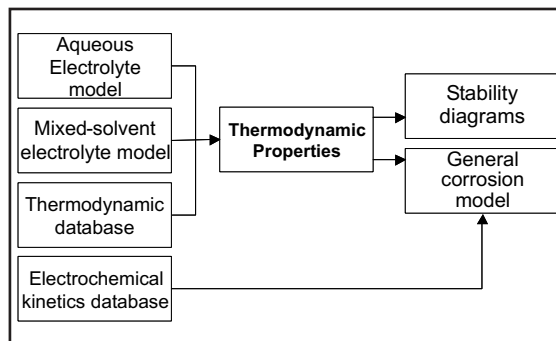 Aqueous
Electrolyte
model
Mixed-solvent
electrolyte model
Thermodynamic
database
Electrochemical
kinetics database
Thermodynamic
Properties
Stability
diagrams
General
corrosion
model